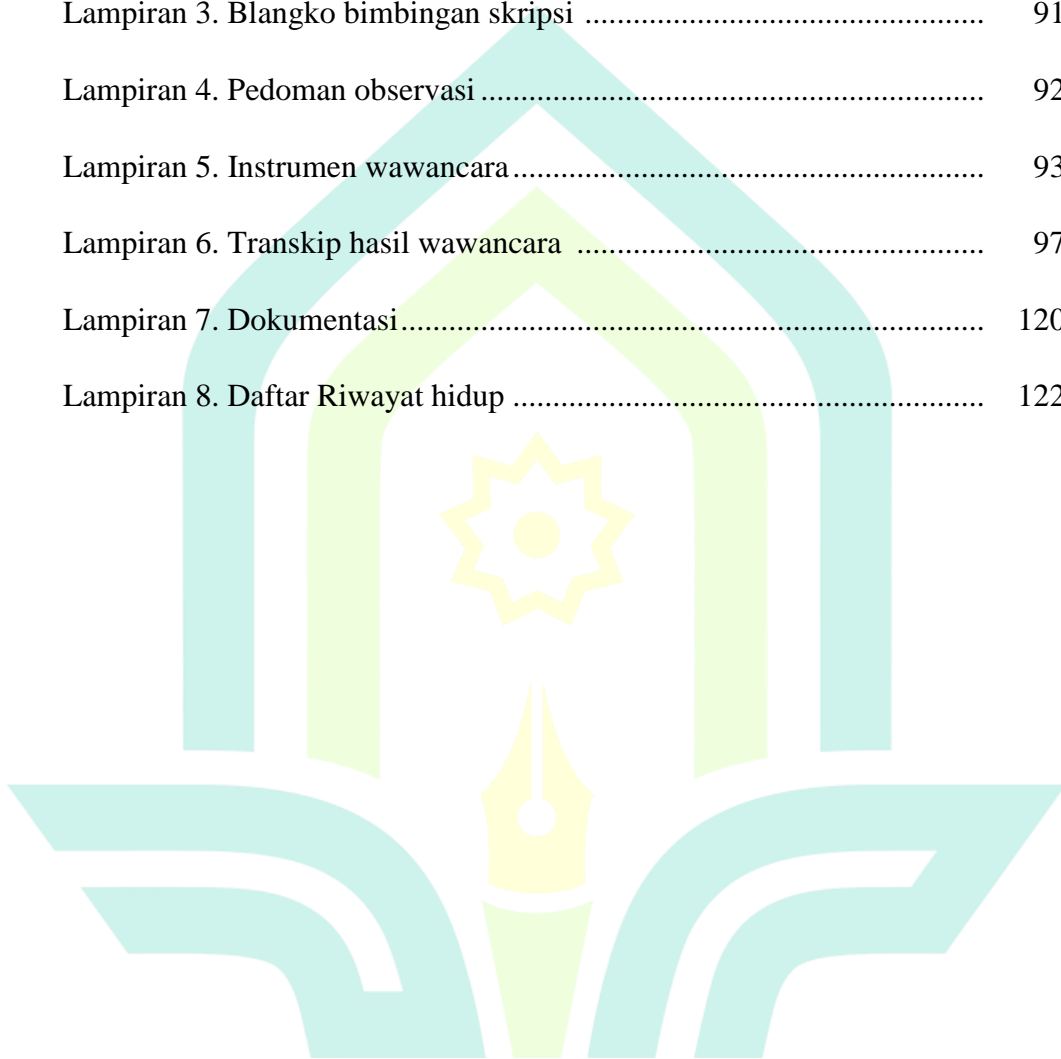 Lampiran 3. Blangko bimbingan skripsi .................................................. 91
Lampiran 4. Pedoman observasi ............................................................... 92
Lampiran 5. Instrumen wawancara ........................................................... 93
Lampiran 6. Transkip hasil wawancara ................................................... 97
Lampiran 7. Dokumentasi ......................................................................... 120
Lampiran 8. Daftar Riwayat hidup ........................................................... 122